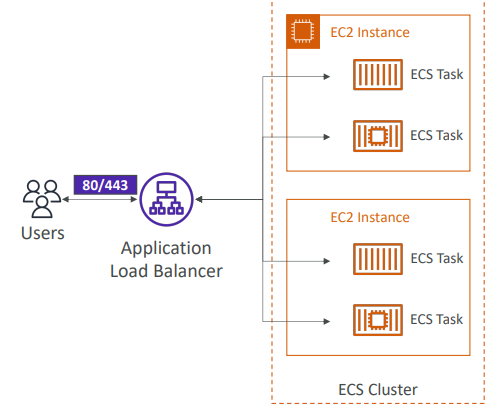 EC2 Instance
ECS Task
ECS Task
80/443
Users
Application
Load Balancer
EC2 Instance
ECS Task
ECS Task
ECS Cluster